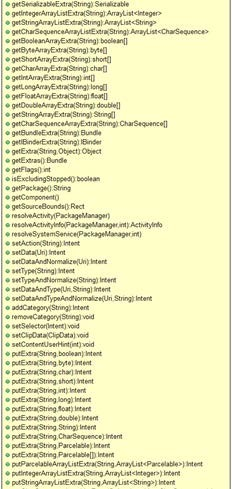 getSerializableExtra(String):Serializable
getIntegerArrayListExtra(String):ArrayList<Integer>
getStringArrayListExtra(String):ArrayList<String>
getCharSequenceArrayListExtra(String):ArrayList<CharSequence>
getBooleanArrayExtra(String):boolean[]
getByteArrayExtra(String):byte[]
getShortArrayExtra(String):short[]
getCharArrayExtra(String):char[]
getIntArrayExtra(String):int[]
getLongArrayExtra(String):long[]
getFloatArrayExtra(String):float[]
getDoubleArrayExtra(String):double[]
getStringArrayExtra(String):String[]
getCharSequenceArrayExtra(String):CharSequence[]
getBundleExtra(String):Bundle
getIBinderExtra(String):IBinder
getExtra(String,Object):Object
getExtras():Bundle
getFlags():int
isExcludingStopped():boolean
getPackage():String
getComponent()
getSourceBounds():Rect
resolveActivity(PackageManager)
resolveActivityInfo(PackageManager,int):ActivityInfo
resolveSystemService(PackageManager,int)
setAction(String):Intent
setData(Uri):Intent
setDataAndNormalize(Uri):Intent
setType(String):Intent
setTypeAndNormalize(String):Intent
setDataAndType(Uri,String):Intent
setDataAndTypeAndNormalize(Uri,String):Intent
addCategory(String):Intent
removeCategory(String):void
setSelector(Intent):void
setClipData(ClipData):void
setContentUserHint(int):void
putExtra(String,boolean):Intent
putExtra(String,byte):Intent
putExtra(String,char):Intent
putExtra(String,short):Intent
putExtra(String,int):Intent
putExtra(String,long):Intent
putExtra(String,float):Intent
putExtra(String,double):Intent
putExtra(String,String):Intent
putExtra(String,CharSequence):Intent
putExtra(String,Parcelable):Intent
putExtra(String,Parcelable[]):Intent
putParcelableArrayListExtra(String,ArrayList<Parcelable>):Intent
putIntegerArrayListExtra(String,ArrayList<Integer>):Intent
putStringArrayListExtra(String,ArrayList<String>):Intent